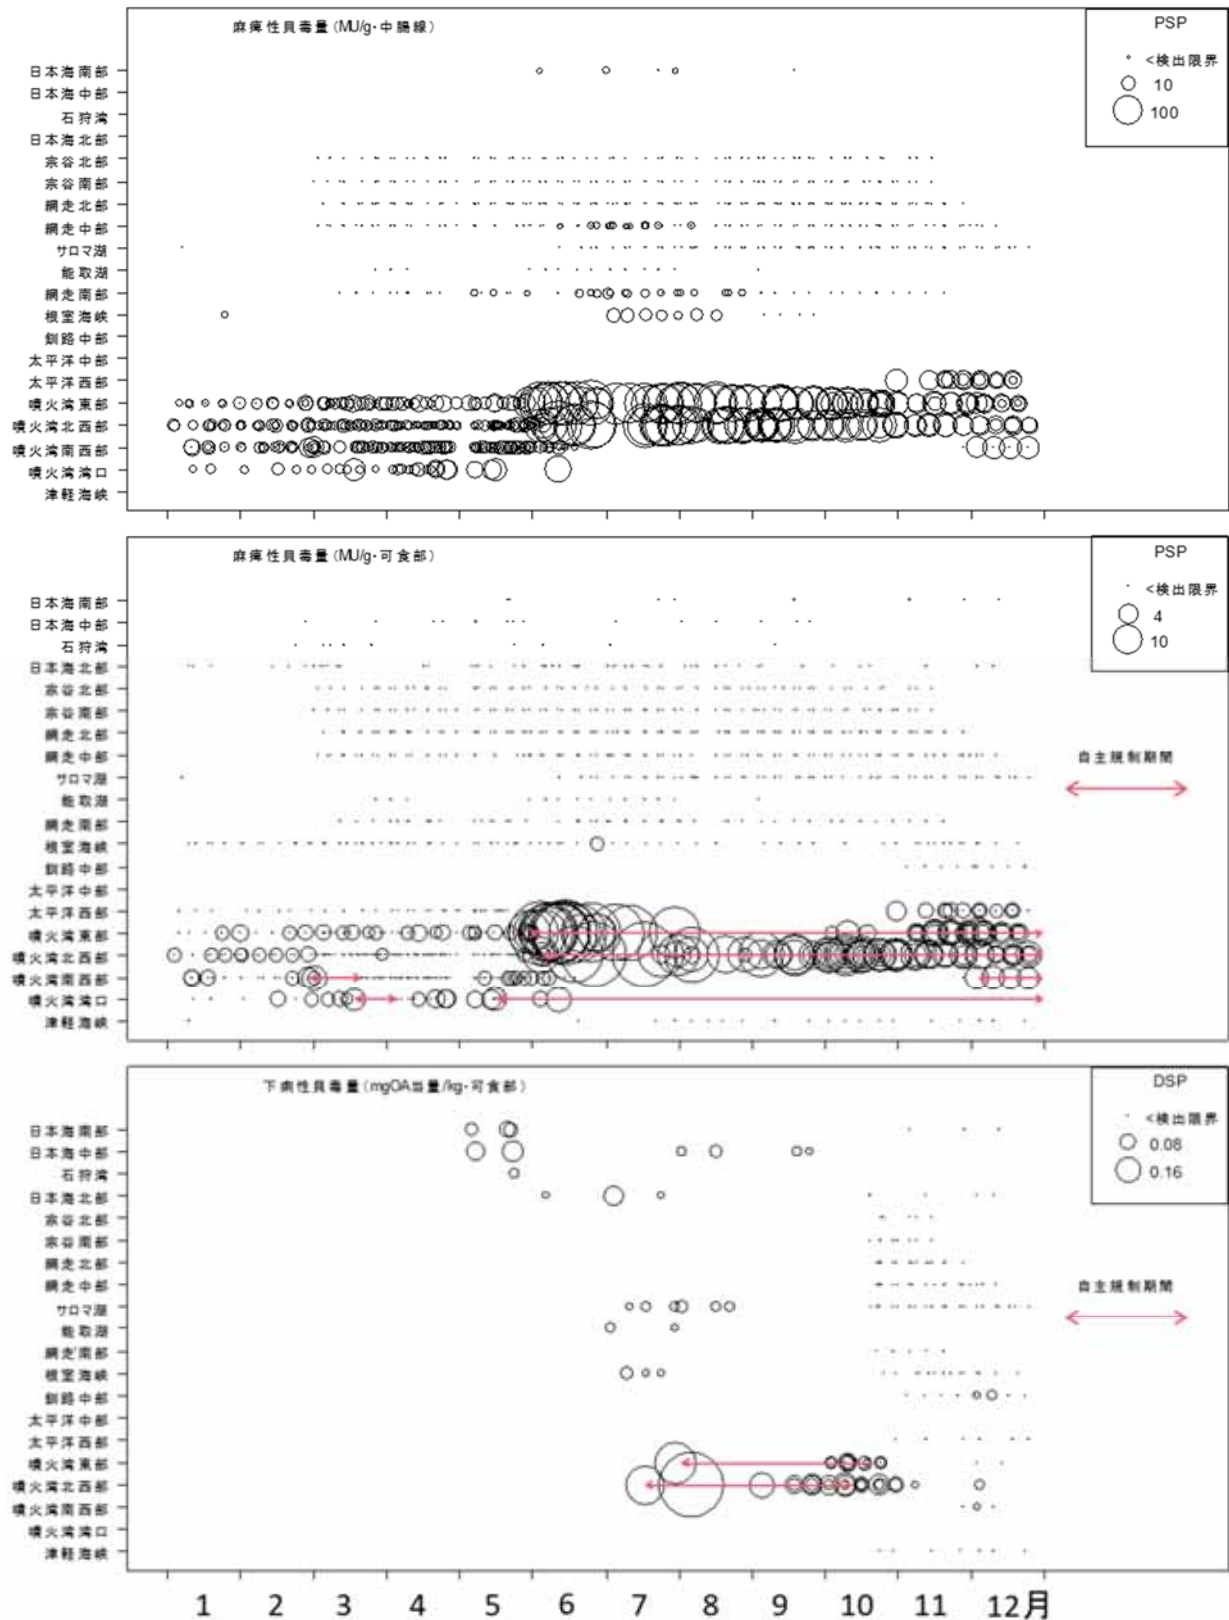 麻痺性貝毒量(MU/g・中腸線)
PSP
<検出限界
10
100
日本海南部
日本海中部
石狩湾
日本海北部
宗谷北部
宗谷南部
網走北部
網走中部
サロマ湖
能取湖
網走南部
根室海峡
釧路中部
太平洋中部
太平洋西部
噴火湾東部
噴火湾北西部
噴火湾南西部
噴火湾湾口
津軽海峡
麻痺性貝毒量(MU/g・可食部)
PSP
<検出限界
4
10
日本海南部
日本海中部
石狩湾
日本海北部
宗谷北部
宗谷南部
網走北部
網走中部
サロマ湖
能取湖
網走南部
根室海峡
釧路中部
太平洋中部
太平洋西部
噴火湾東部
噴火湾北西部
噴火湾南西部
噴火湾湾口
津軽海峡
自主規制期間
下痢性貝毒量(mgOA当量/kg・可食部)
DSP
<検出限界
0.08
0.16
日本海南部
日本海中部
石狩湾
日本海北部
宗谷北部
宗谷南部
網走北部
網走中部
サロマ湖
能取湖
網走南部
根室海峡
釧路中部
太平洋中部
太平洋西部
噴火湾東部
噴火湾北西部
噴火湾南西部
噴火湾湾口
津軽海峡
自主規制期間
1 2 3 4 5 6 7 8 9 10 11 12月